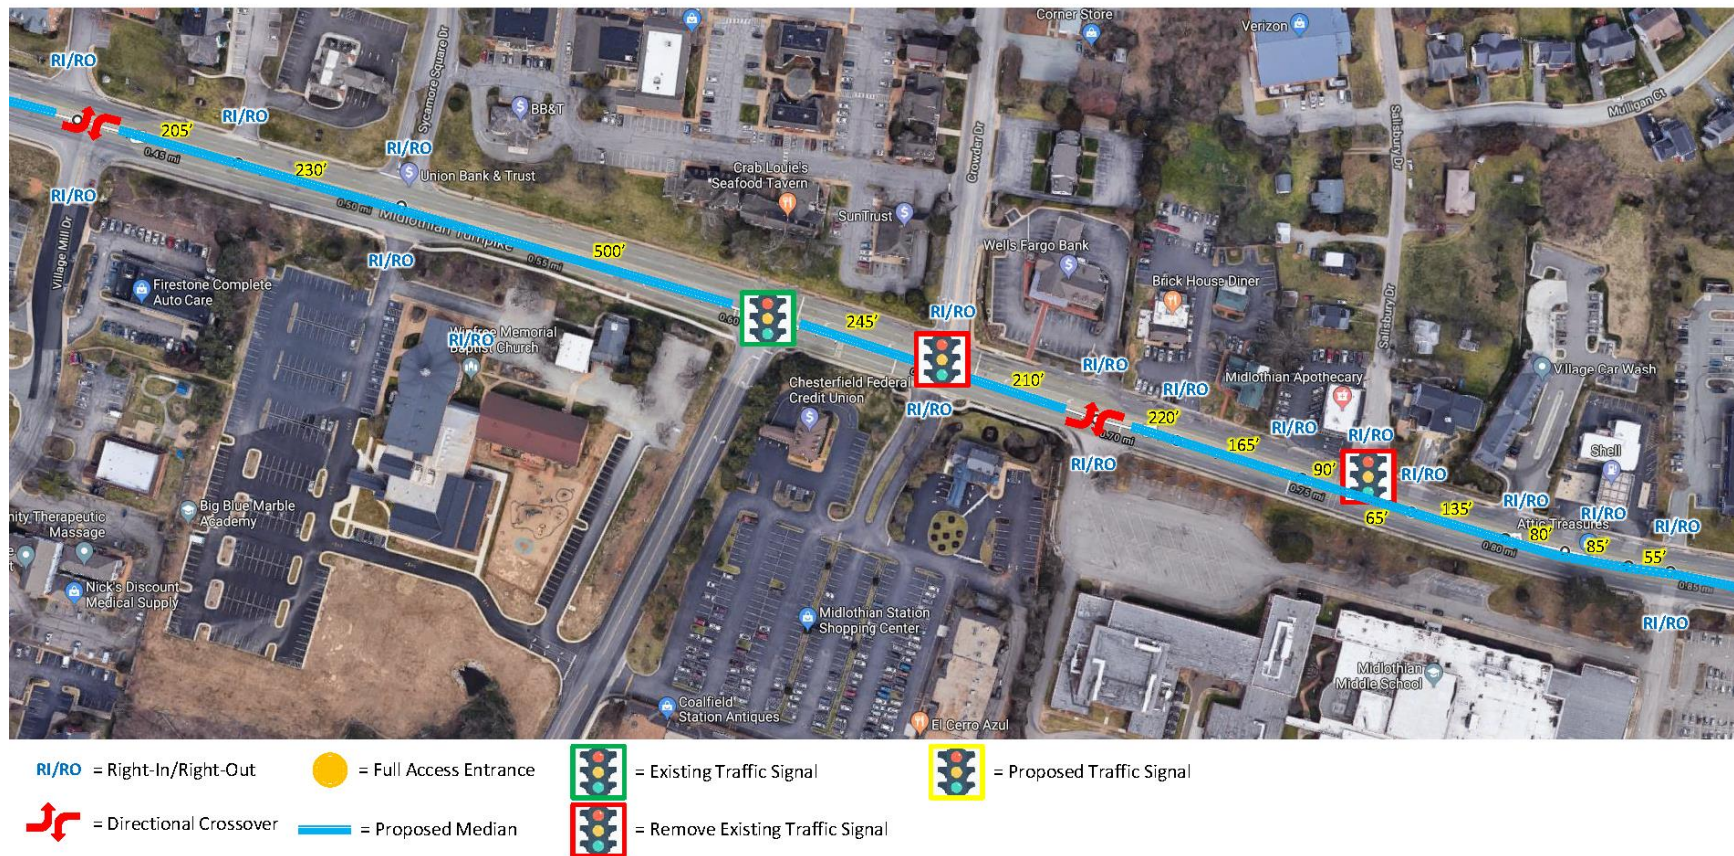 Corner Store
Verizon
RI/RO
Sycamore Square Dr
BB&T
Crowder Dr
Salisbury Dr
Mulligan Ct
205'
RI/RO
0.45 mi
RI/RO
Union Bank & Trust
Crab Louie's
Seafood Tavern
230'
RI/RO
0.50 mi
Midlothian Turnpike
SunTrust
Village Mill Dr
500'
0.55 mi
RI/RO
Wells Fargo Bank
Firestone Complete
Auto Care
Brick House Diner
Salisbury Dr
0.60
245'
RI/RO
Winfree Memorial
Baptist Church
RI/RO
Chesterfield Federal
Credit Union
210'
RI/RO
RI/RO
Midlothian Apothecary
Village Car Wash
RI/RO
220'
0.70 mi
165'
RI/RO
RI/RO
RI/RO
90'
RI/RO
Shell
0.75 mi
65'
135'
RI/RO
RI/RO
Attic Treasures
RI/RO
80'
85'
55'
0.80 mi
0.85 mi
Big Blue Marble
Academy
nity Therapeutic
Massage
Nick's Discount
Medical Supply
Midlothian Station
Shopping Center
RI/RO
Midlothian
Middle School
Coalfield
Station Antiques
El Cerro Azul
RI/RO = Right-In/Right-Out
= Full Access Entrance
= Existing Traffic Signal
= Proposed Traffic Signal
= Directional Crossover
= Proposed Median
= Remove Existing Traffic Signal